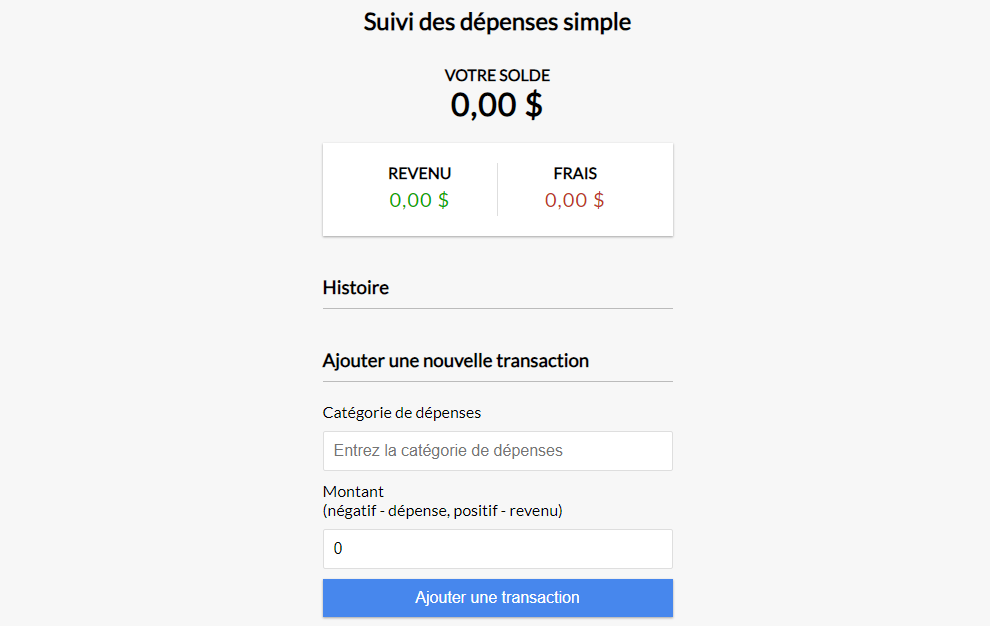 Suivi des dépenses simple
VOTRE SOLDE
0,00 $
REVENU
0,00 $
FRAIS
0,00 $
Histoire
Ajouter une nouvelle transaction
Catégorie de dépenses
Entrez la catégorie de dépenses
Montant
(négatif - dépense, positif - revenu)
0
Ajouter une transaction